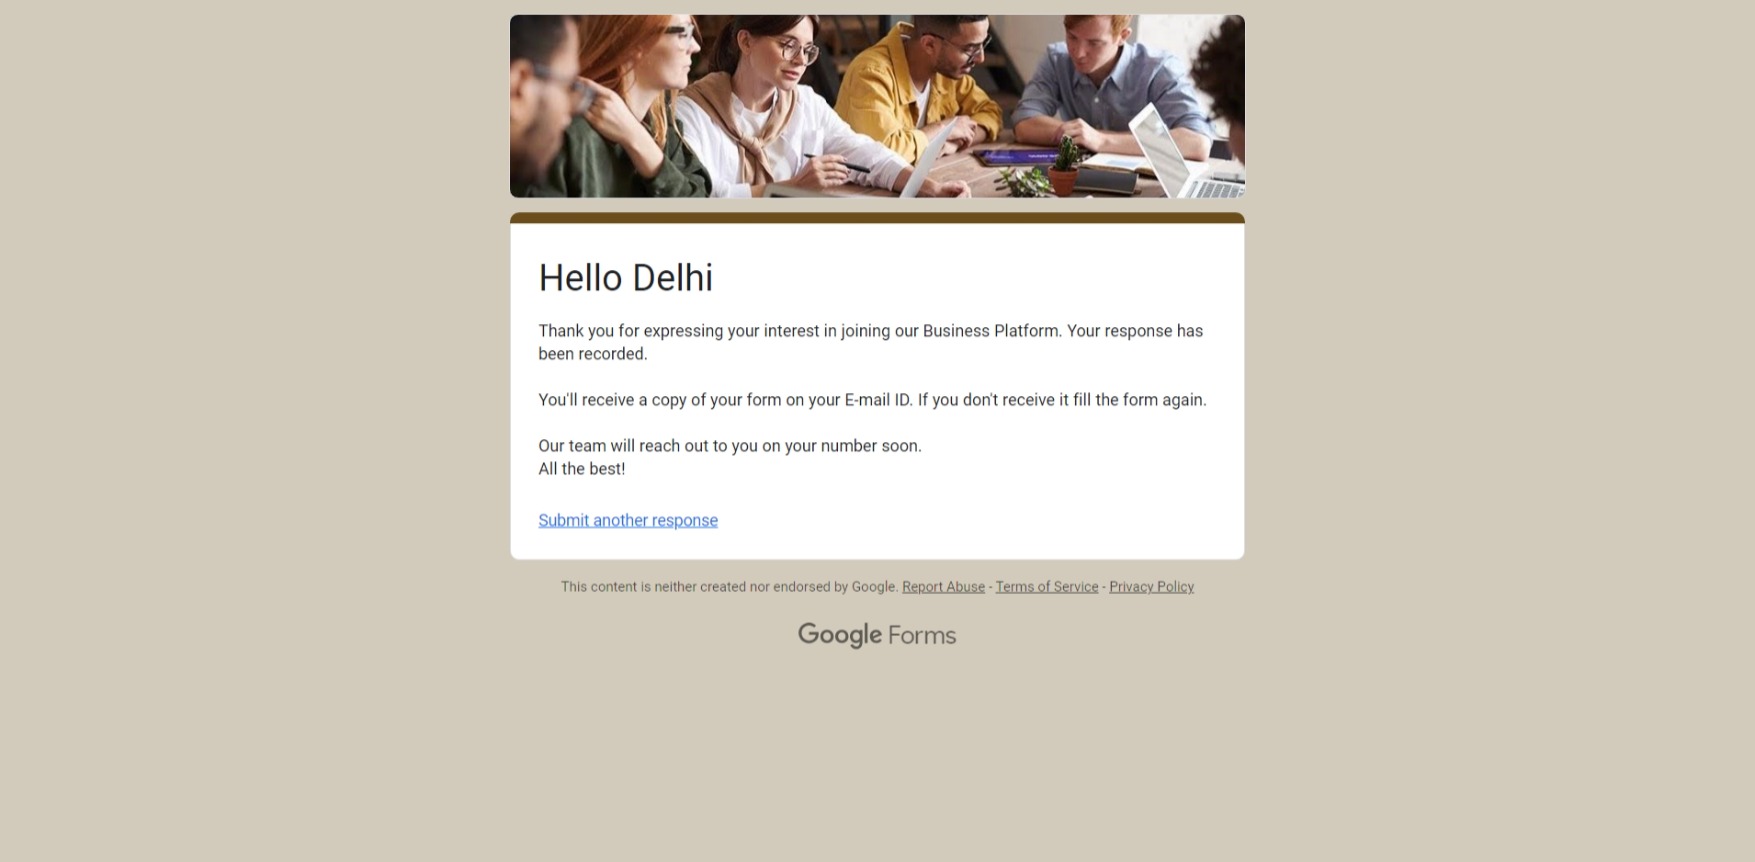 Hello Delhi
Thank you for expressing your interest in joining our Business Platform. Your response has
been recorded.
You'll receive a copy of your form on your E-mail ID. If you don't receive it fill the form again.
Our team will reach out to you on your number soon.
All the best!
Submit another response
This content is neither created nor endorsed by Google. Report Abuse - Terms of Service - Privacy Policy
Google Forms